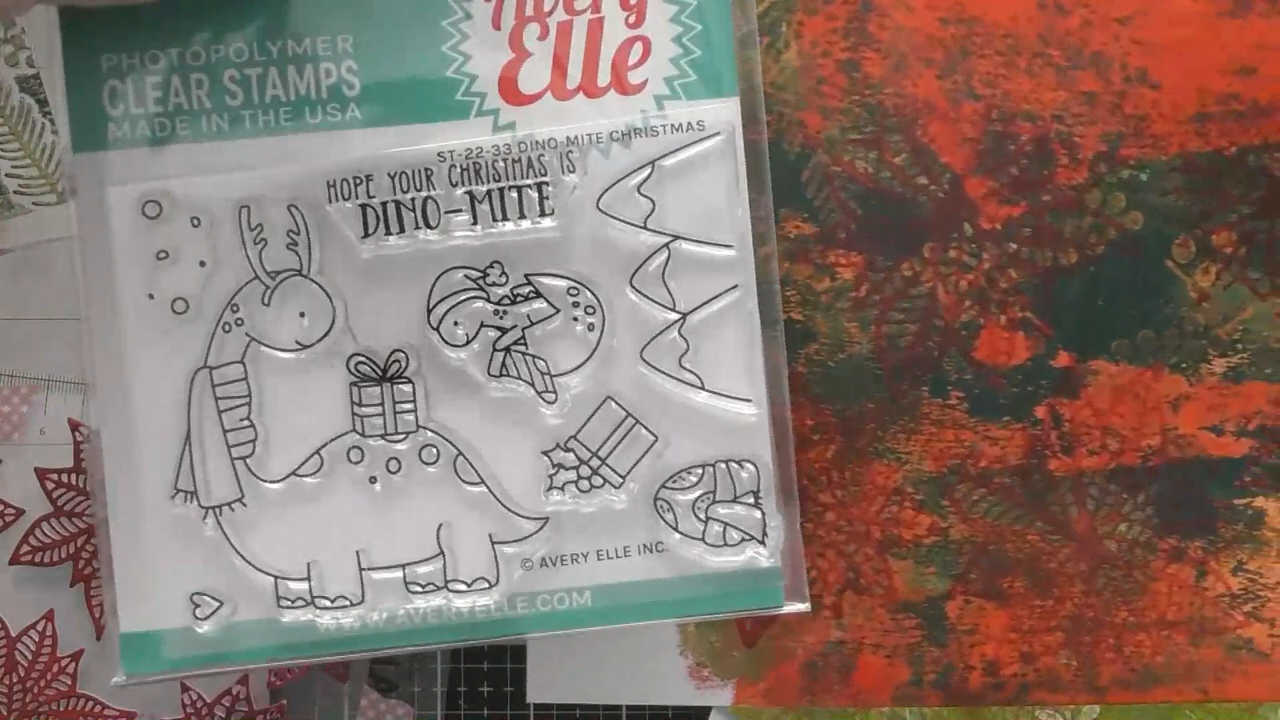 Avery
Elle
PHOTOPOLYMER
CLEAR STAMPS
MADE IN THE USA
ST-22-33 DINO-MITE CHRISTMAS
HOPE YOUR CHRISTMAS IS
DINO-MITE
© AVERY ELLE INC.
WWW.AVERYELLE.COM
6